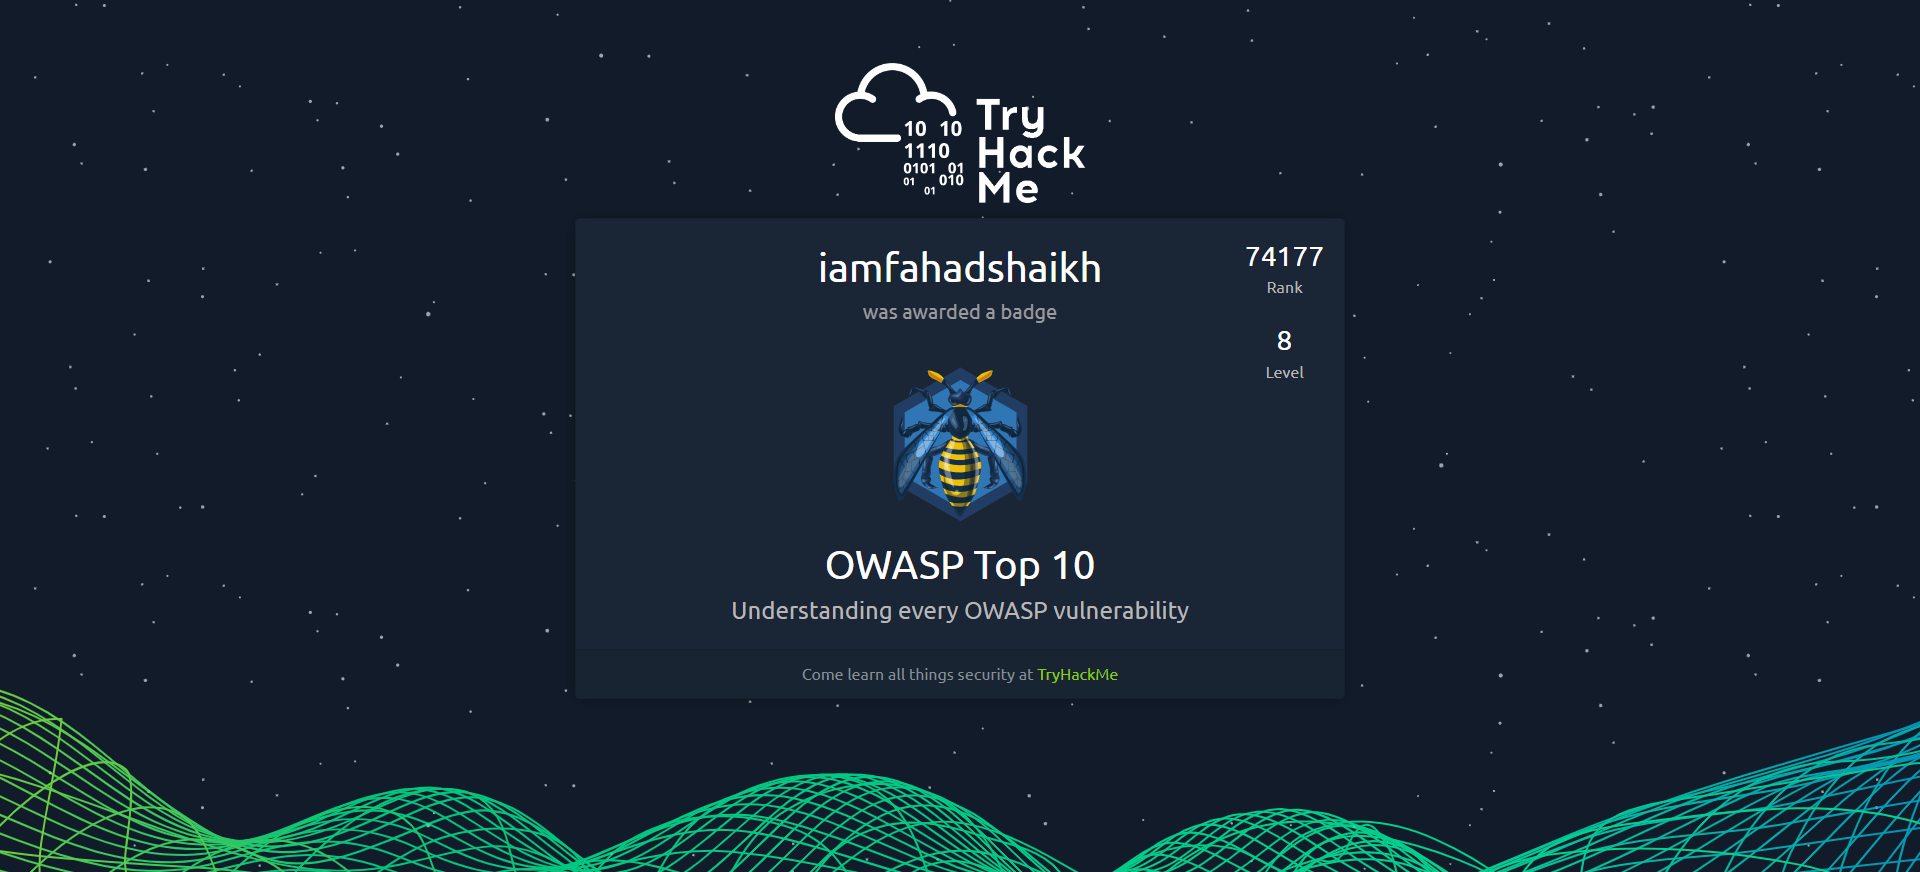 10 10
1110
0101 01
01 010
01
Try
Hack
Me
iamfahadshaikh
was awarded a badge
74177
Rank
8
Level
OWASP Top 10
Understanding every OWASP vulnerability
Come learn all things security at TryHackMe